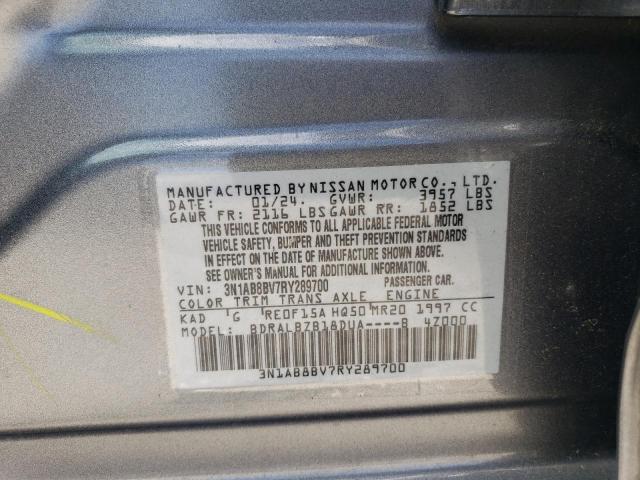 MANUFACTURED BY NISSAN MOTOR CO., LTD.
DATE: 01/24. GVWR: 3957 LBS
GAWR FR: 2116 LBS GAWR RR: 1852 LBS
THIS VEHICLE CONFORMS TO ALL APPLICABLE FEDERAL MOTOR
VEHICLE SAFETY, BUMPER AND THEFT PREVENTION STANDARDS
IN EFFECT ON THE DATE OF MANUFACTURE SHOWN ABOVE.
SEE OWNER'S MANUAL FOR ADDITIONAL INFORMATION.
VIN: 3N1AB8BV7RY289700 PASSENGER CAR.
COLOR TRIM TRANS AXLE ENGINE
KAD G RE0F15A HQ50 MR20 1997 CC
MODEL: BDRALBZB18DUA----B 4Z000
3N1AB8BV7RY289700